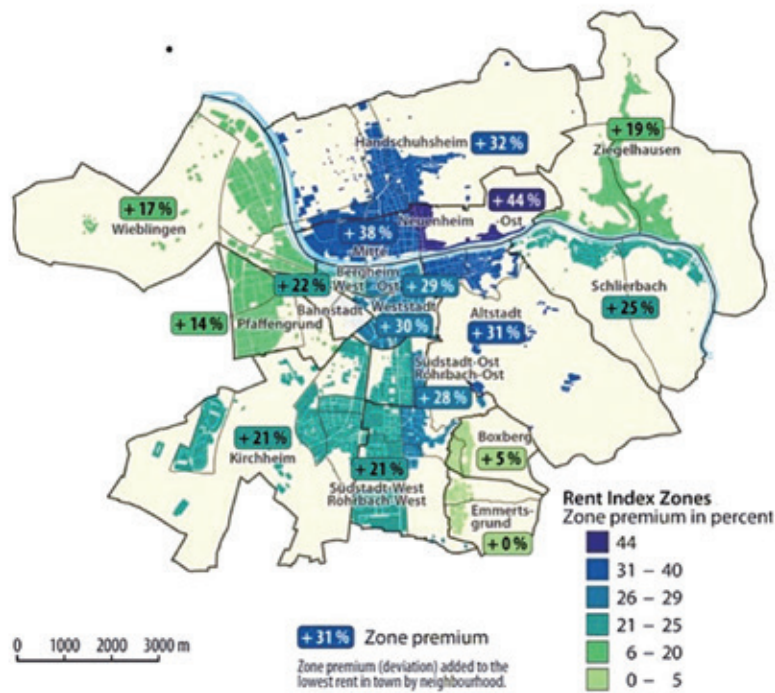 + 19 %
Ziegelhausen
Handschuhsheim
+ 32 %
+ 44 %
Neuenheim
-Ost
+ 38 %
-Mitte
+ 17 %
Wieblingen
Bergheim
-West
-Ost
+ 22 %
+ 29 %
Bahnstadt
Weststadt
+ 30 %
+ 14 %
Pfaffengrund
Schlierbach
+ 25 %
Altstadt
+ 31 %
Südstadt-Ost
Rohrbach-Ost
+ 28 %
+ 21 %
Kirchheim
+ 21 %
Südstadt-West
Rohrbach-West
Boxberg
+ 5 %
Emmerts-
grund
+ 0 %
Rent Index Zones
Zone premium in percent
44
31 – 40
26 – 29
21 – 25
6 – 20
0 – 5
0 1000 2000 3000 m
+ 31 % Zone premium
Zone premium (deviation) added to the
lowest rent in town by neighbourhood.